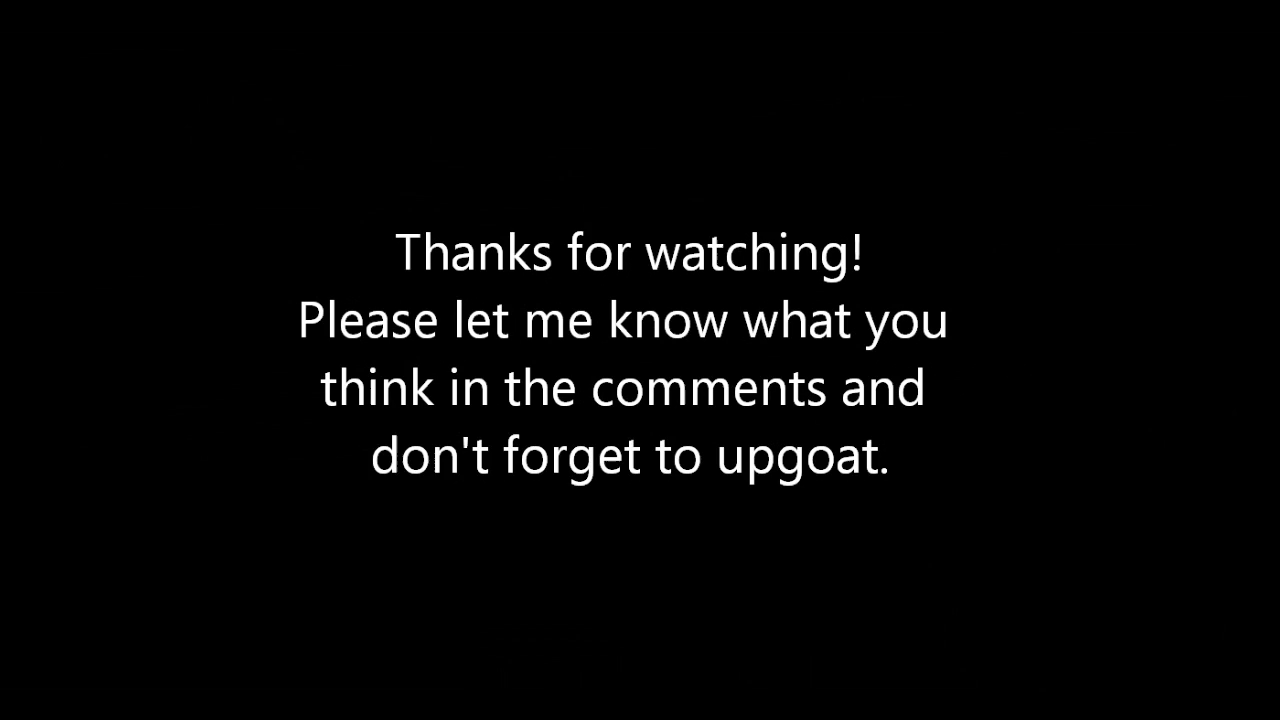 Thanks for watching!
Please let me know what you
think in the comments and
don't forget to upgoat.